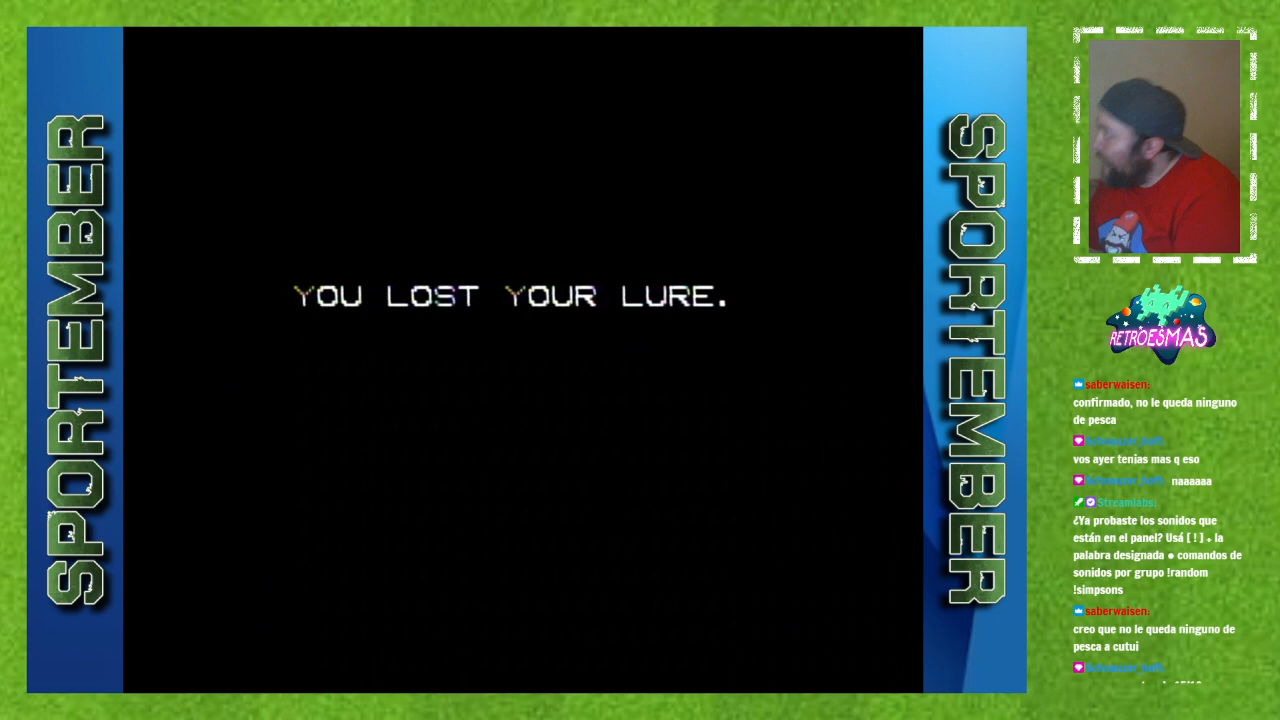 SPORTEMBER
YOU LOST YOUR LURE.
SPORTEMBER
RETROESMAS
saberwaisen:
confirmado, no le queda ninguno
de pesca
vos ayer tenias mas q eso
naaaaaa
Streamlabs:
¿Ya probaste los sonidos que
están en el panel? Usá [ ! ] + la
palabra designada • comandos de
sonidos por grupo !random
!simpsons
saberwaisen:
creo que no le queda ninguno de
pesca a cutui